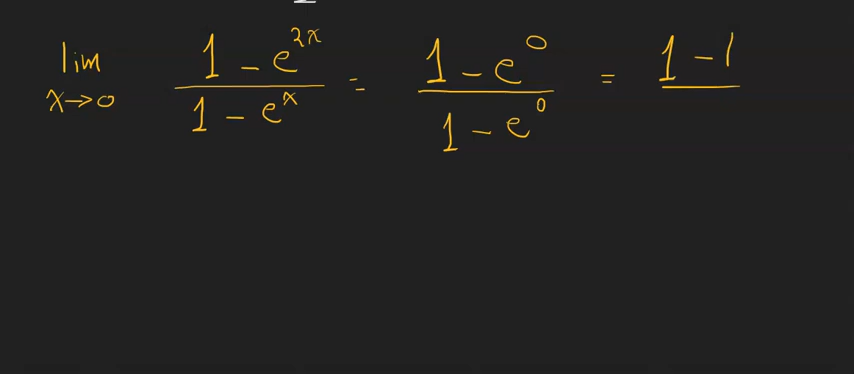 lim x→0 (1 - e^{2x})/(1 - e^x) = (1 - e^0)/(1 - e^0) = (1 - 1)/